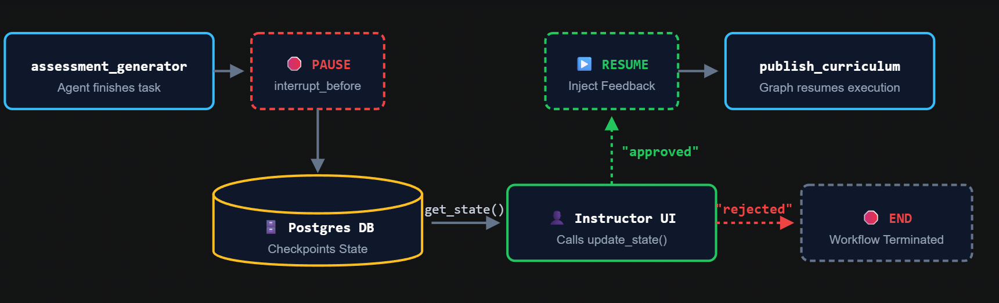 assessment_generator
Agent finishes task
PAUSE
interrupt_before
RESUME
Inject Feedback
publish_curriculum
Graph resumes execution
"approved"
Postgres DB
Checkpoints State
get_state()
Instructor UI
Calls update_state()
"rejected"
END
Workflow Terminated